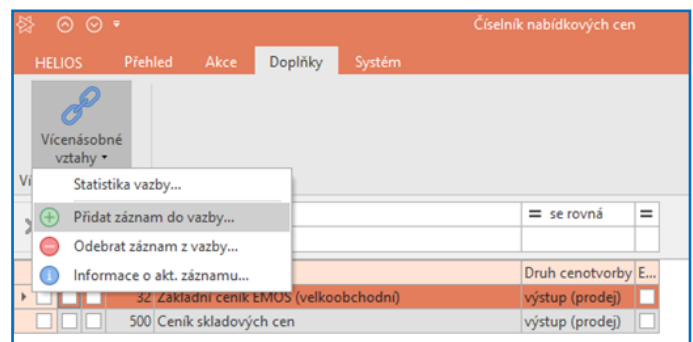 Číselník nabídkových cen
HELIOS Přehled Akce Doplňky Systém
Vícenásobné
vztahy
Statistika vazby...
Přidat záznam do vazby...
= se rovná =
Odebrat záznam z vazby...
Informace o akt. záznamu...
Druh cenotvorby E...
32 Základní ceník EMOS (velkoobchodní) výstup (prodej)
500 Ceník skladových cen výstup (prodej)